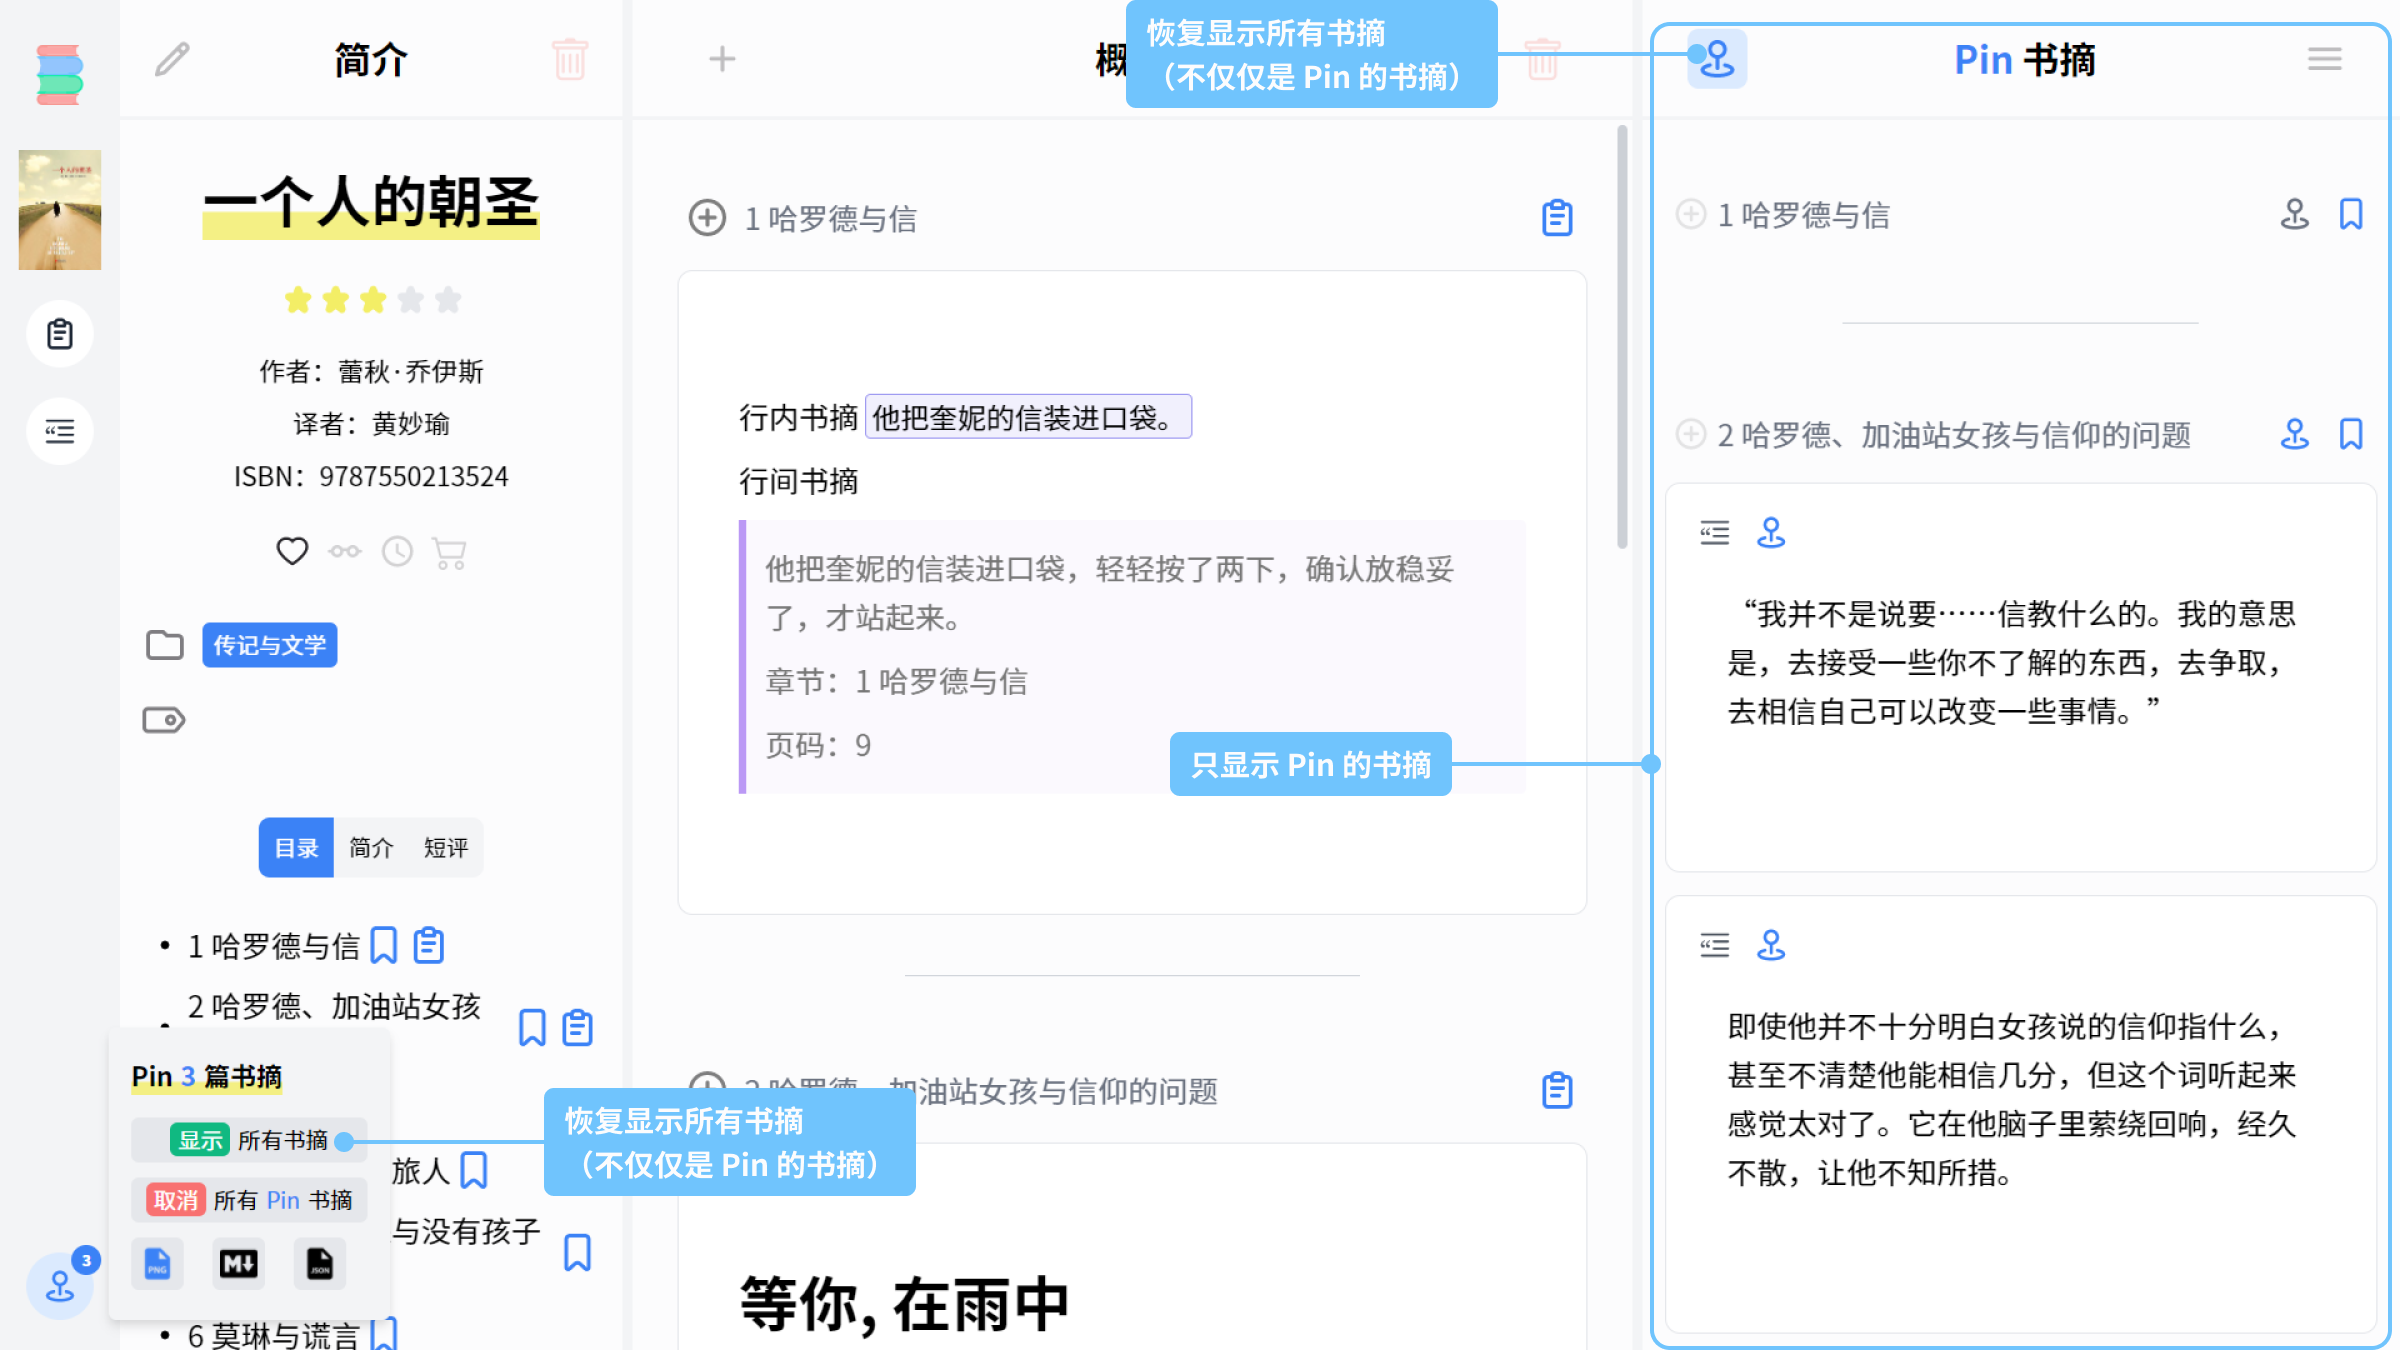 简介
一个人的朝圣
一个人的朝圣
作者：蕾秋·乔伊斯
译者：黄妙瑜
ISBN：9787550213524
传记与文学
目录 简介 短评
1 哈罗德与信
2 哈罗德、加油站女孩
旅人
与没有孩子
6 莫琳与谎言
Pin 3 篇书摘
显示 所有书摘
取消 所有 Pin 书摘
PNG
M
JSON
3
恢复显示所有书摘
（不仅仅是 Pin 的书摘）
概
恢复显示所有书摘
（不仅仅是 Pin 的书摘）
1 哈罗德与信
行内书摘 他把奎妮的信装进口袋。
行间书摘
他把奎妮的信装进口袋，轻轻按了两下，确认放稳妥
了，才站起来。
章节：1 哈罗德与信
页码：9
只显示 Pin 的书摘
加油站女孩与信仰的问题
等你，在雨中
Pin 书摘
1 哈罗德与信
2 哈罗德、加油站女孩与信仰的问题
“我并不是说要……信教什么的。我的意思
是，去接受一些你不了解的东西，去争取，
去相信自己可以改变一些事情。”
即使他并不十分明白女孩说的信仰指什么，
甚至不清楚他能相信几分，但这个词听起来
感觉太对了。它在他脑子里萦绕回响，经久
不散，让他不知所措。